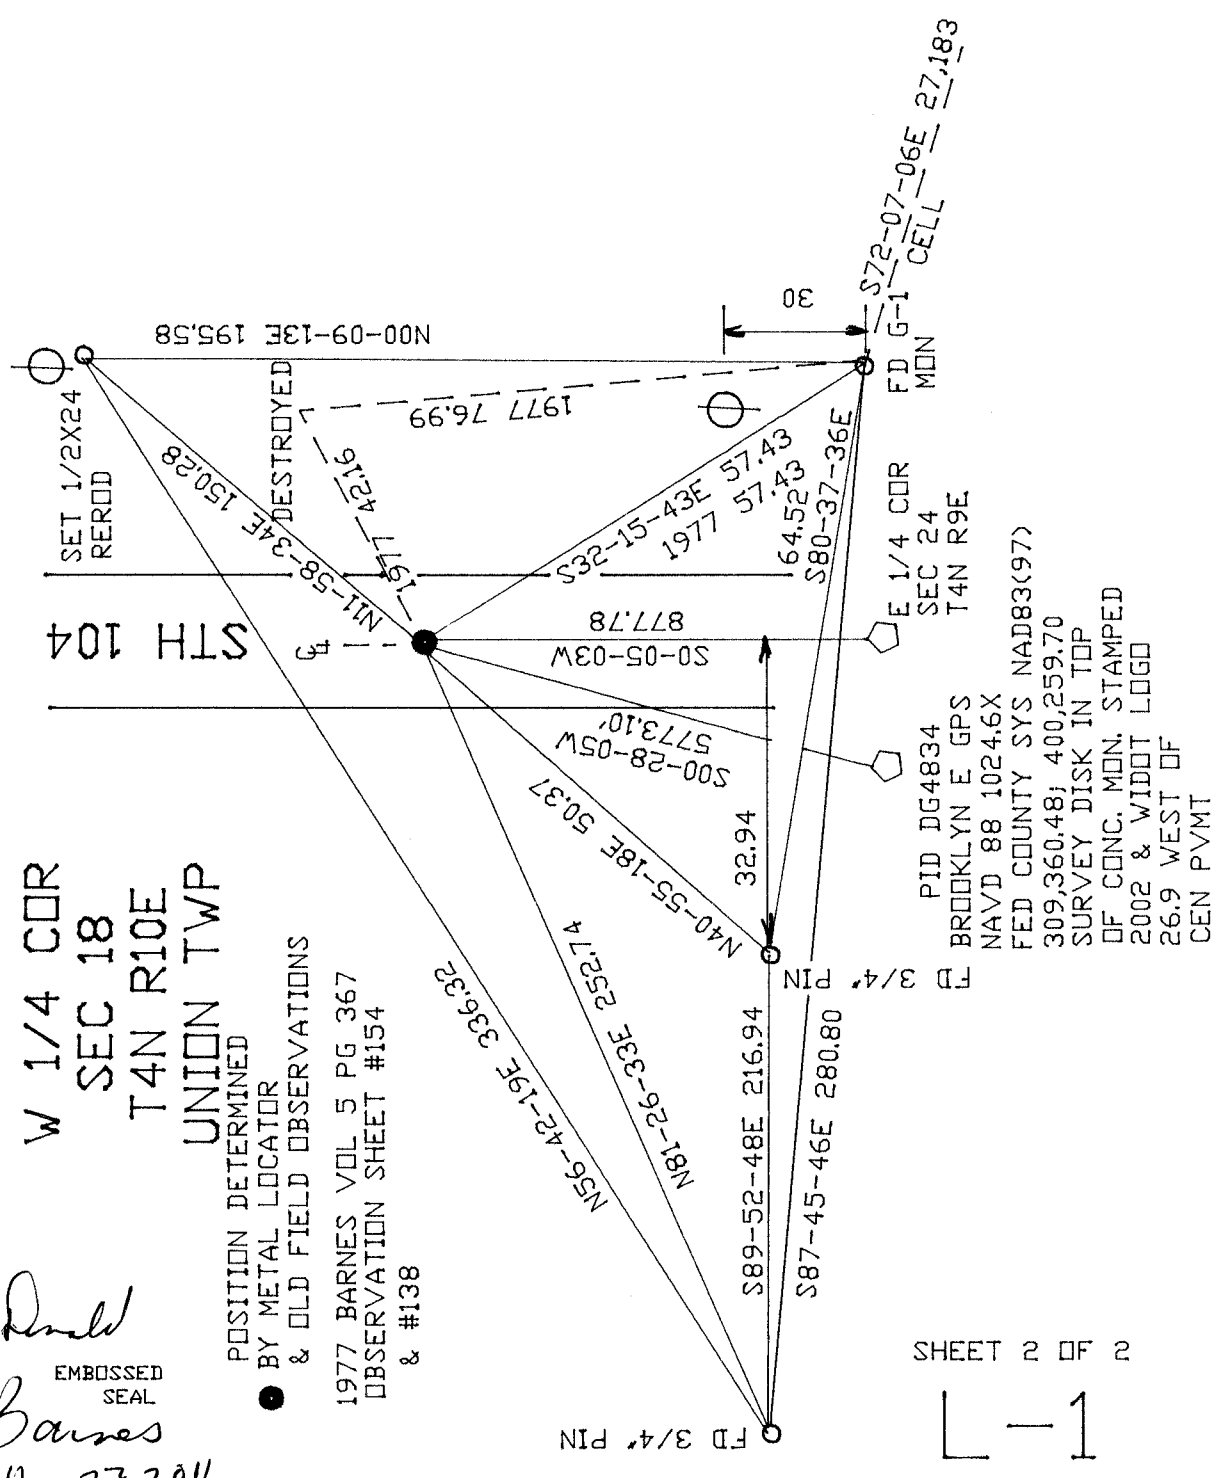 W 1/4 COR
SEC 18
T4N R10E
UNION TWP
POSITION DETERMINED
BY METAL LOCATOR
& OLD FIELD OBSERVATIONS
1977 BARNES VOL 5 PG 367
OBSERVATION SHEET #154
& #138
Donald
EMBOSSED
SEAL
Barnes
SET 1/2X24
REROD
STH 104
N00-09-13E 195.58
DESTROYED
1977 76.99
1977 42.16
N11-58-34E 150.28
S32-15-43E 57.43
1977 57.43
64.52
S80-37-36E
30
FD G-1
MON
S72-07-06E 27,183
CELL
877.78
S0-05-03W
5773.10'
S00-28-05W
E 1/4 COR
SEC 24
T4N R9E
N40-55-18E 50.37
32.94
N81-26-33E 252.74
N56-42-19E 336.32
FD 3/4" PIN
S89-52-48E 216.94
S87-45-46E 280.80
FD 3/4" PIN
PID DG4834
BROOKLYN E GPS
NAVD 88 1024.6X
FED COUNTY SYS NAD83(97)
309,360.48; 400,259.70
SURVEY DISK IN TOP
OF CONC. MON. STAMPED
2002 & WIDOT LOGO
26.9 WEST OF
CEN PVMT
SHEET 2 OF 2
L-1